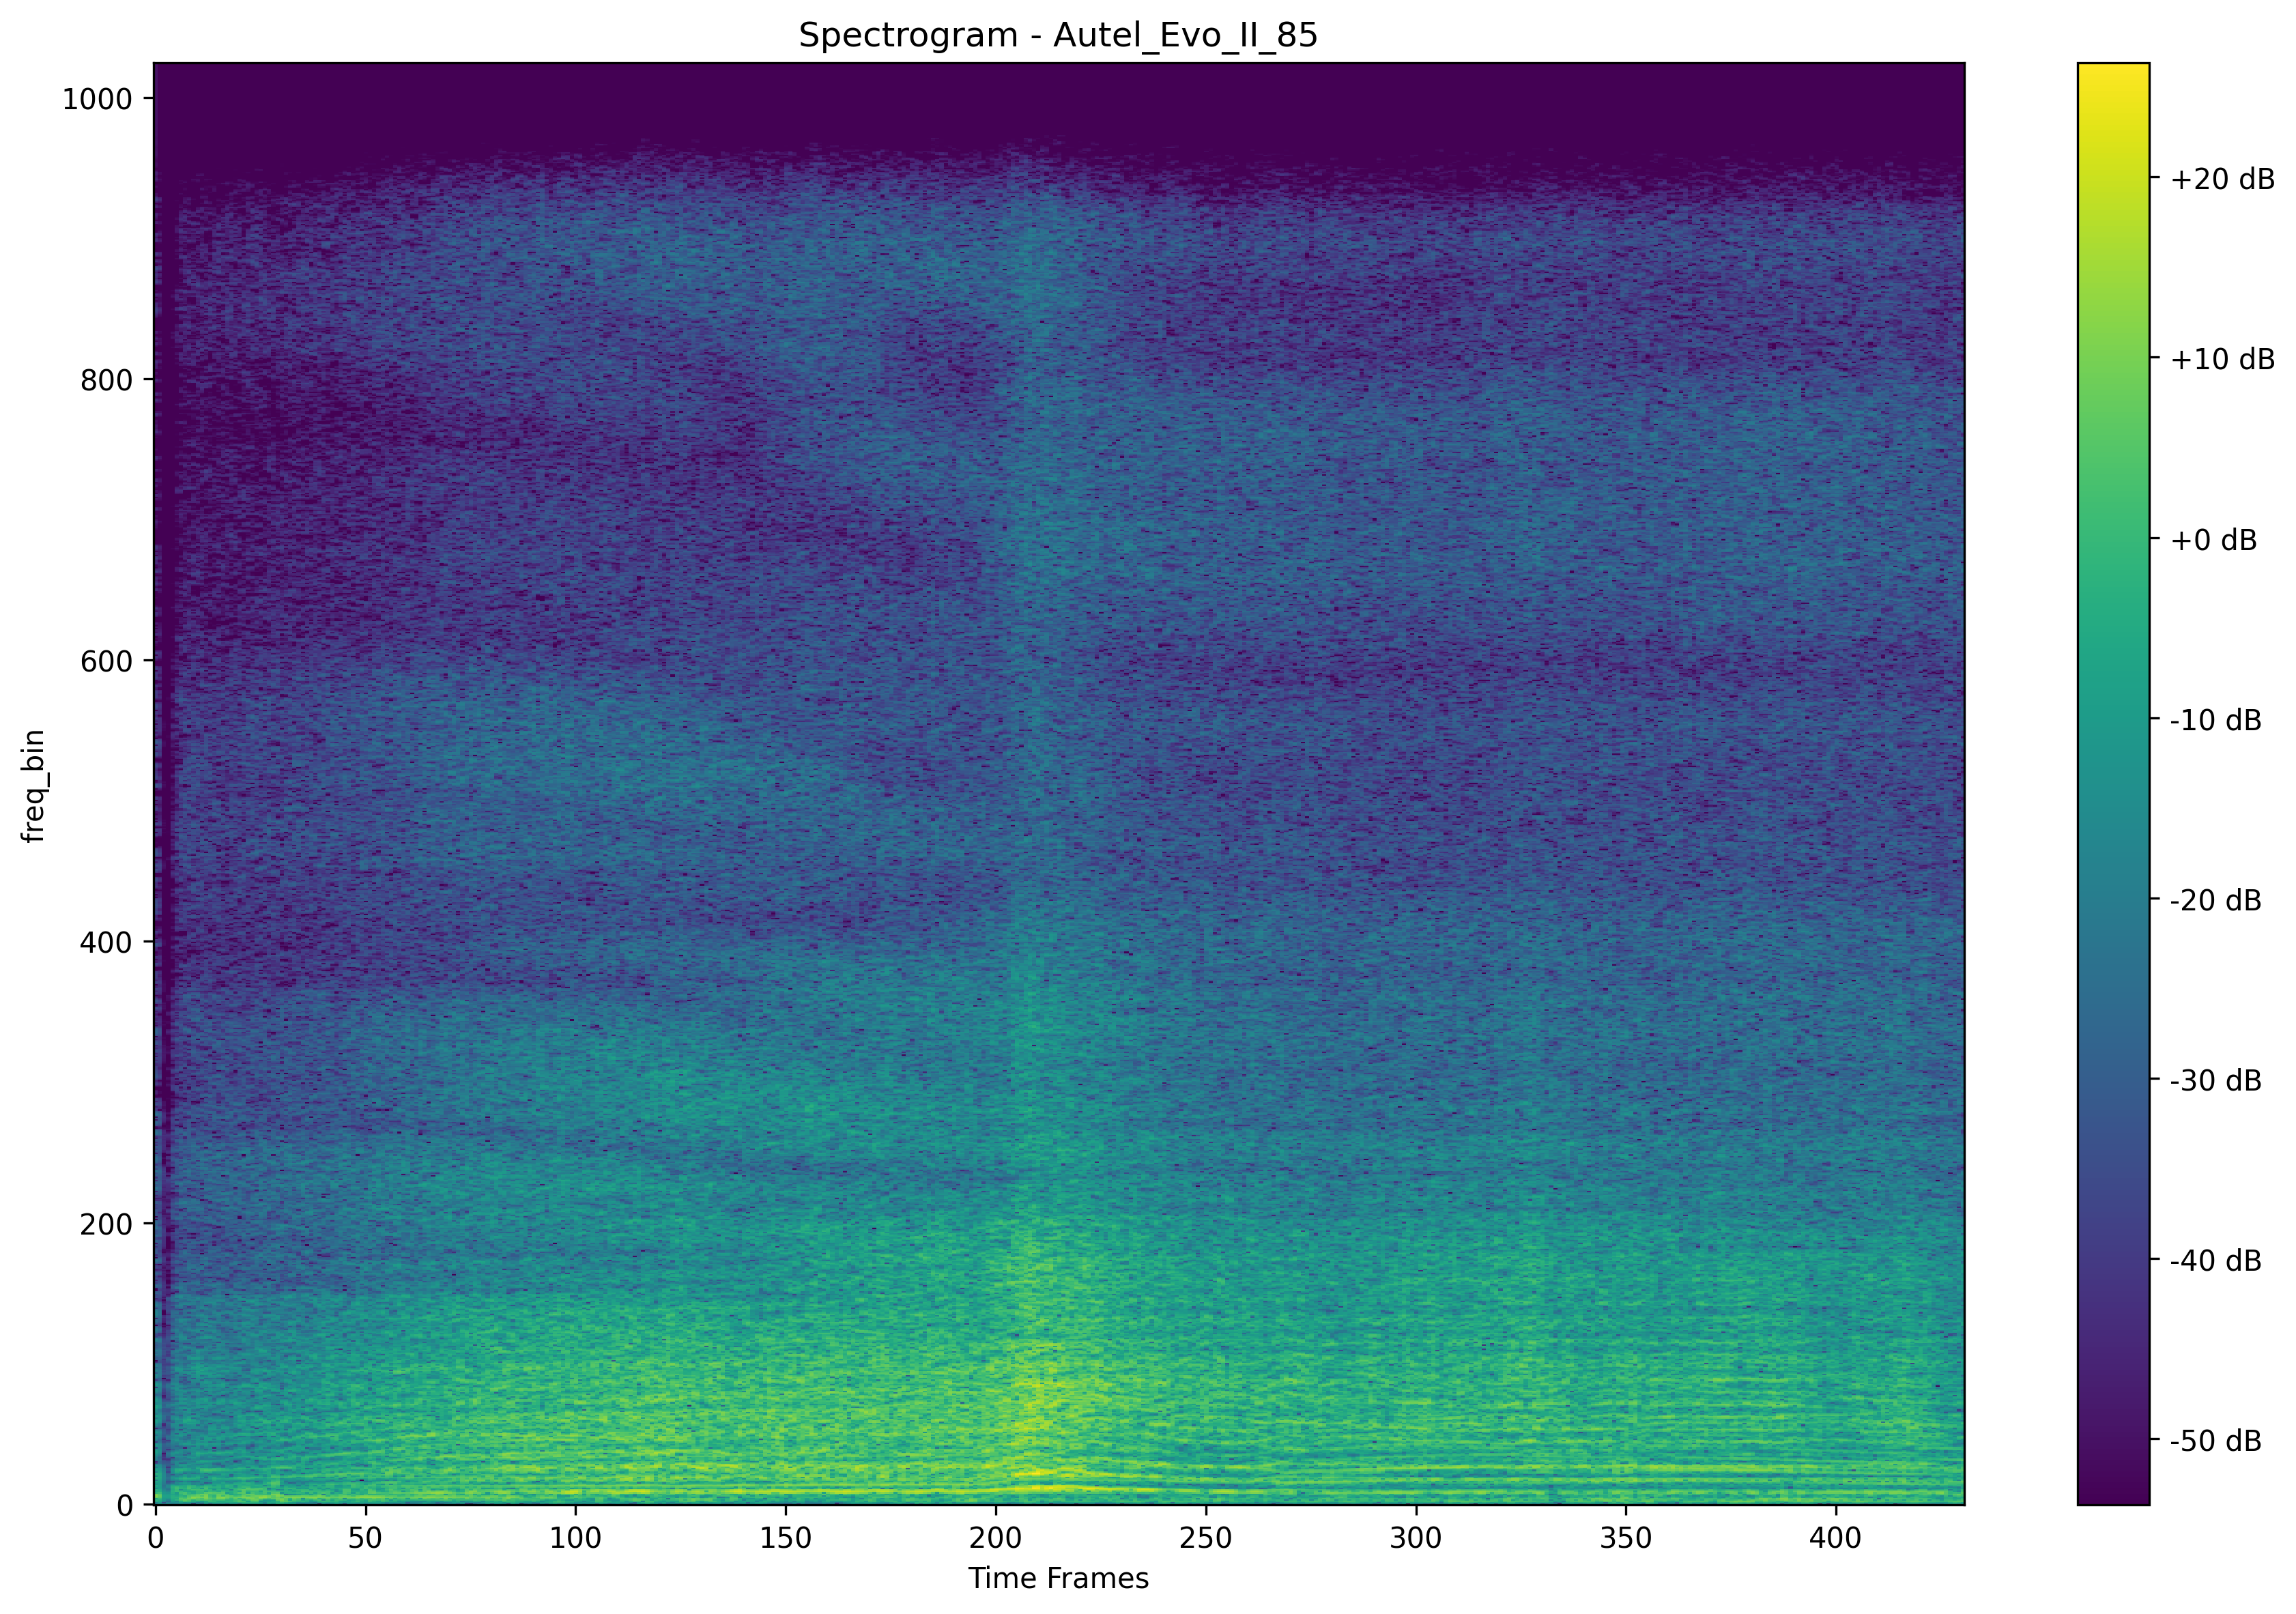 Spectrogram - Autel_Evo_II_85
1000
800
600
400
200
0
freq_bin
0 50 100 150 200 250 300 350 400
Time Frames
+20 dB
+10 dB
+0 dB
-10 dB
-20 dB
-30 dB
-40 dB
-50 dB